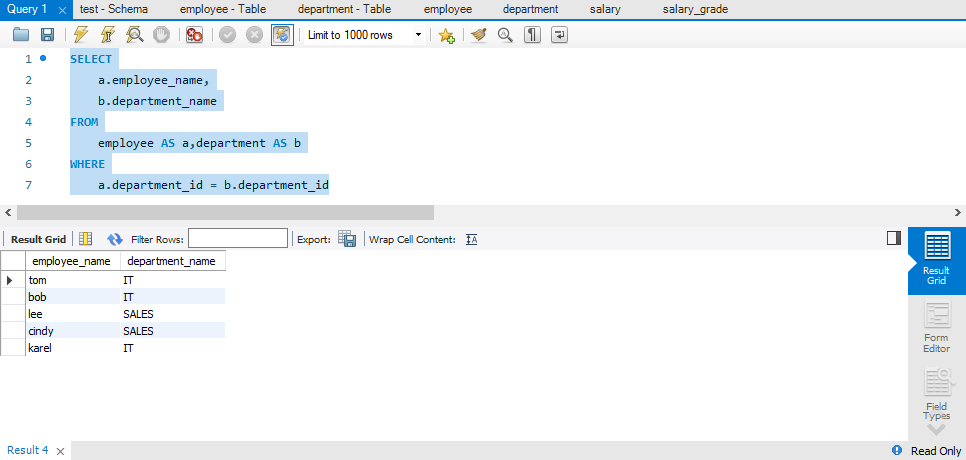 Query 1 × test - Schema employee - Table department - Table employee department salary salary_grade
Limit to 1000 rows
1 SELECT
2 a.employee_name,
3 b.department_name
4 FROM
5 employee AS a,department AS b
6 WHERE
7 a.department_id = b.department_id
Result Grid Filter Rows: Export: Wrap Cell Content: IA
employee_name department_name
tom IT
bob IT
lee SALES
cindy SALES
karel IT
Result
Grid
Form
Editor
Field
Types
Result 4 × Read Only